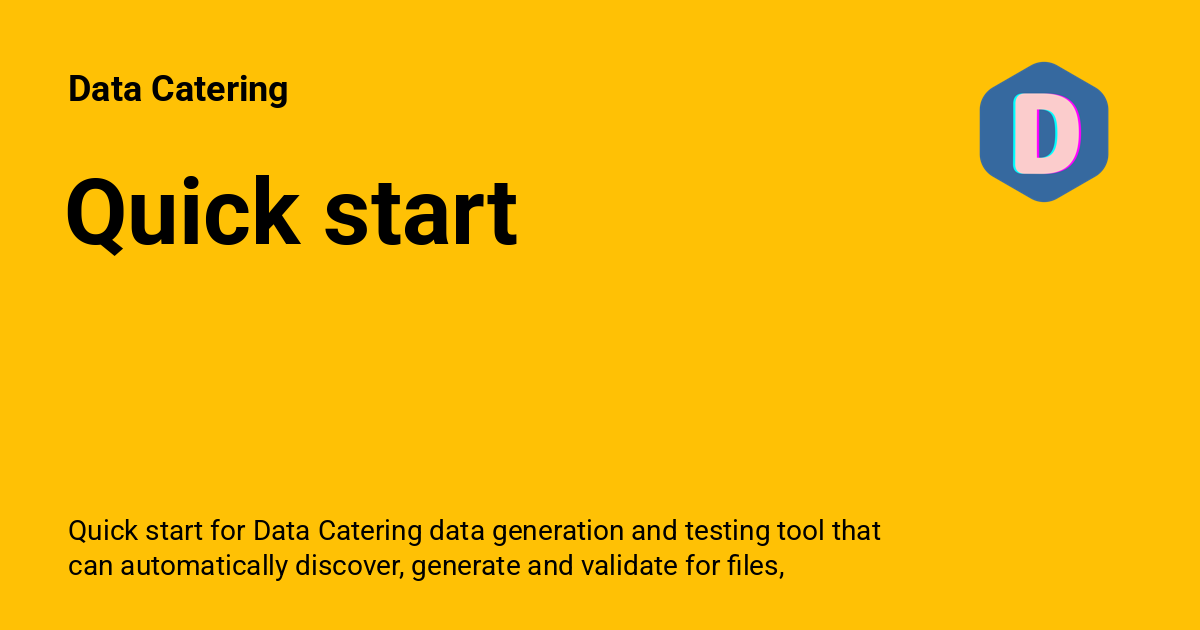 Data Catering
D
Quick start
Quick start for Data Catering data generation and testing tool that
can automatically discover, generate and validate for files,